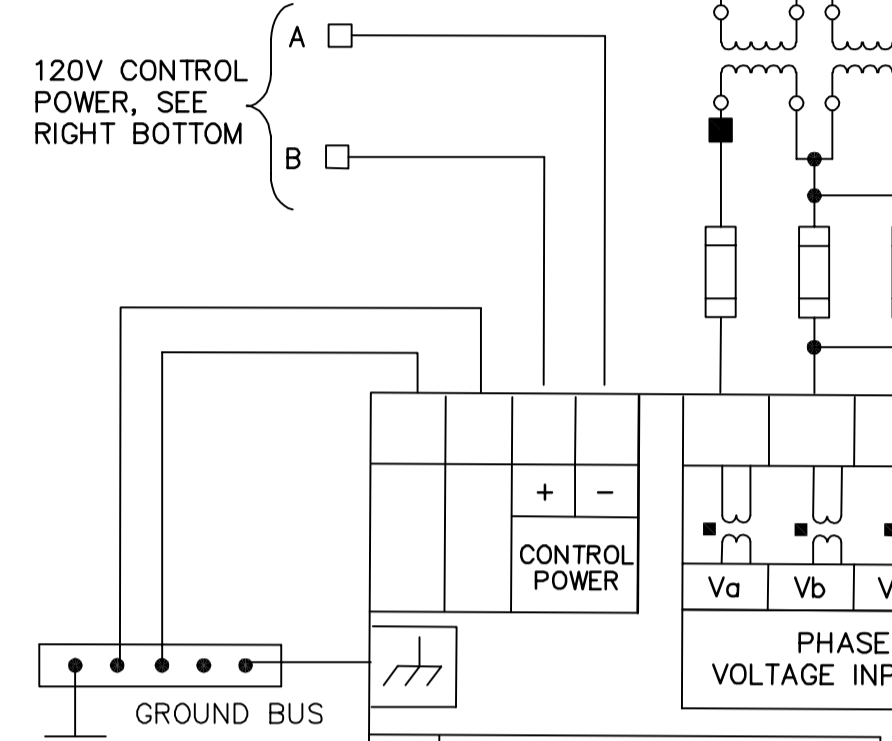 A
120V CONTROL
POWER, SEE
RIGHT BOTTOM
B
+ −
CONTROL
POWER
Va Vb V
PHASE
VOLTAGE INP
GROUND BUS